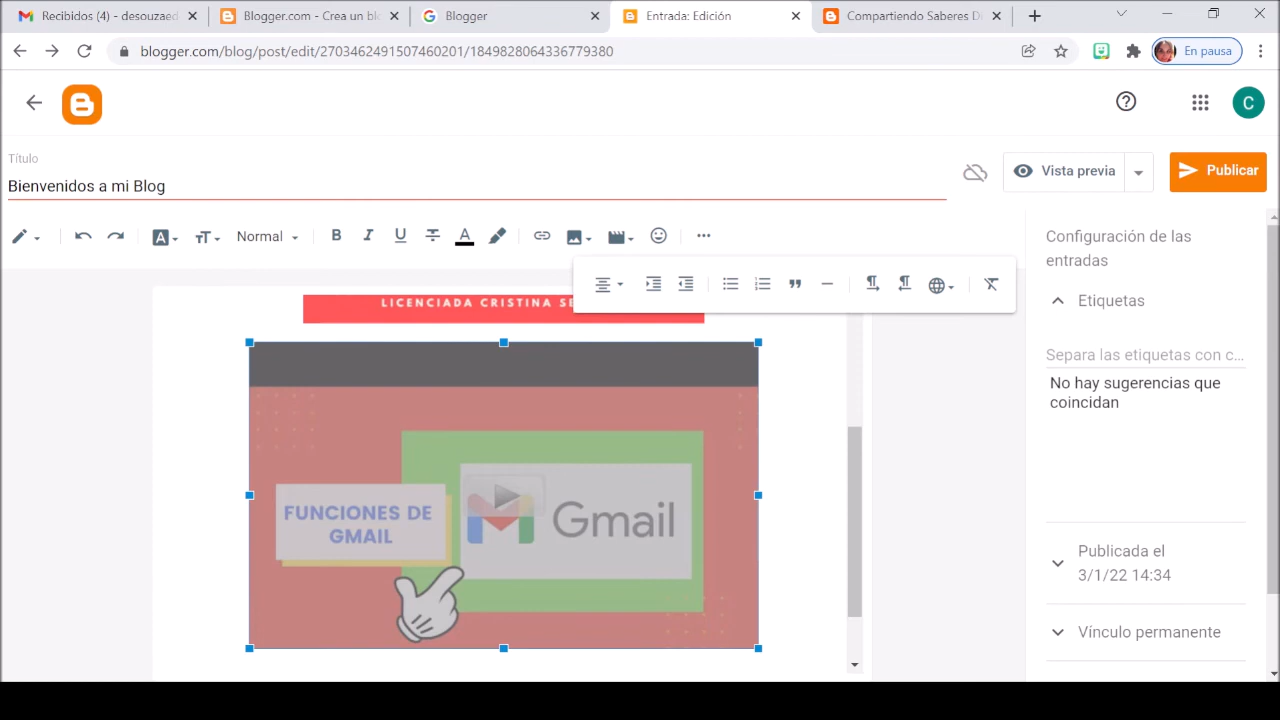 Recibidos (4) - desouzaed
Blogger.com - Crea un blo
Blogger
Entrada: Edición
Compartiendo Saberes Di
blogger.com/blog/post/edit/2703462491507460201/1849828064336779380
En pausa
C
Título
Bienvenidos a mi Blog
Vista previa
Publicar
Normal
B I U A
Configuración de las
entradas
Etiquetas
Separa las etiquetas con c...
No hay sugerencias que
coincidan
Publicada el
3/1/22 14:34
Vínculo permanente
LICENCIADA CRISTINA SE
FUNCIONES DE
GMAIL
Gmail